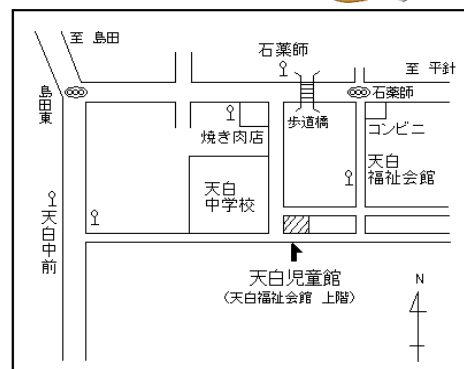 至 島田
石薬師
至 平針
島田東
石薬師
歩道橋
焼き肉店
コンビニ
天白
福祉会館
天白
中学校
天白中前
天白児童館
(天白福祉会館 上階)
N